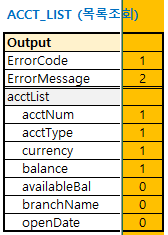 ACCT_LIST (목록조회)
Output
ErrorCode 1
ErrorMessage 2
acctList
acctNum 1
acctType 1
currency 1
balance 1
availableBal 0
branchName 0
openDate 0